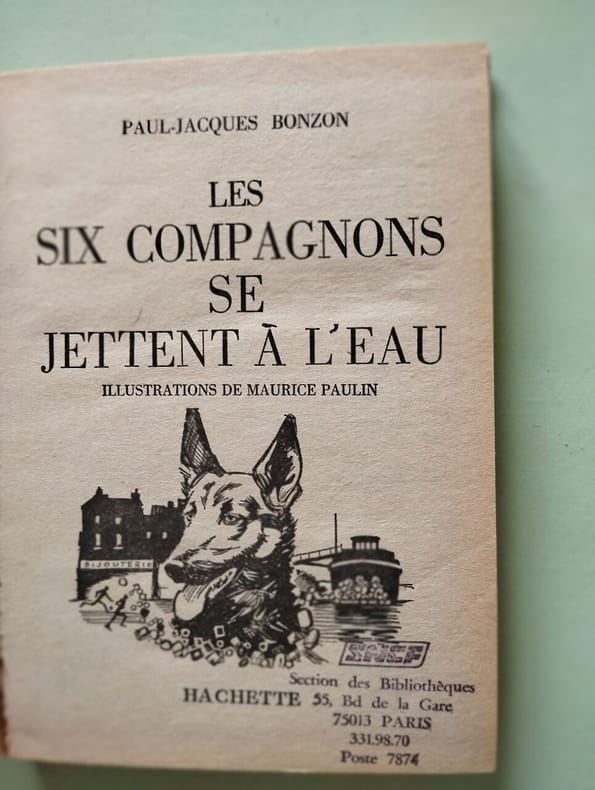 PAUL-JACQUES BONZON
LES
SIX COMPAGNONS
SE
JETTENT À L'EAU
ILLUSTRATIONS DE MAURICE PAULIN
BIJOUTERIE
SNCF
Section des Bibliothèques
HACHETTE 55, Bd de la Gare
75013 PARIS
331.98.70
Poste 7874